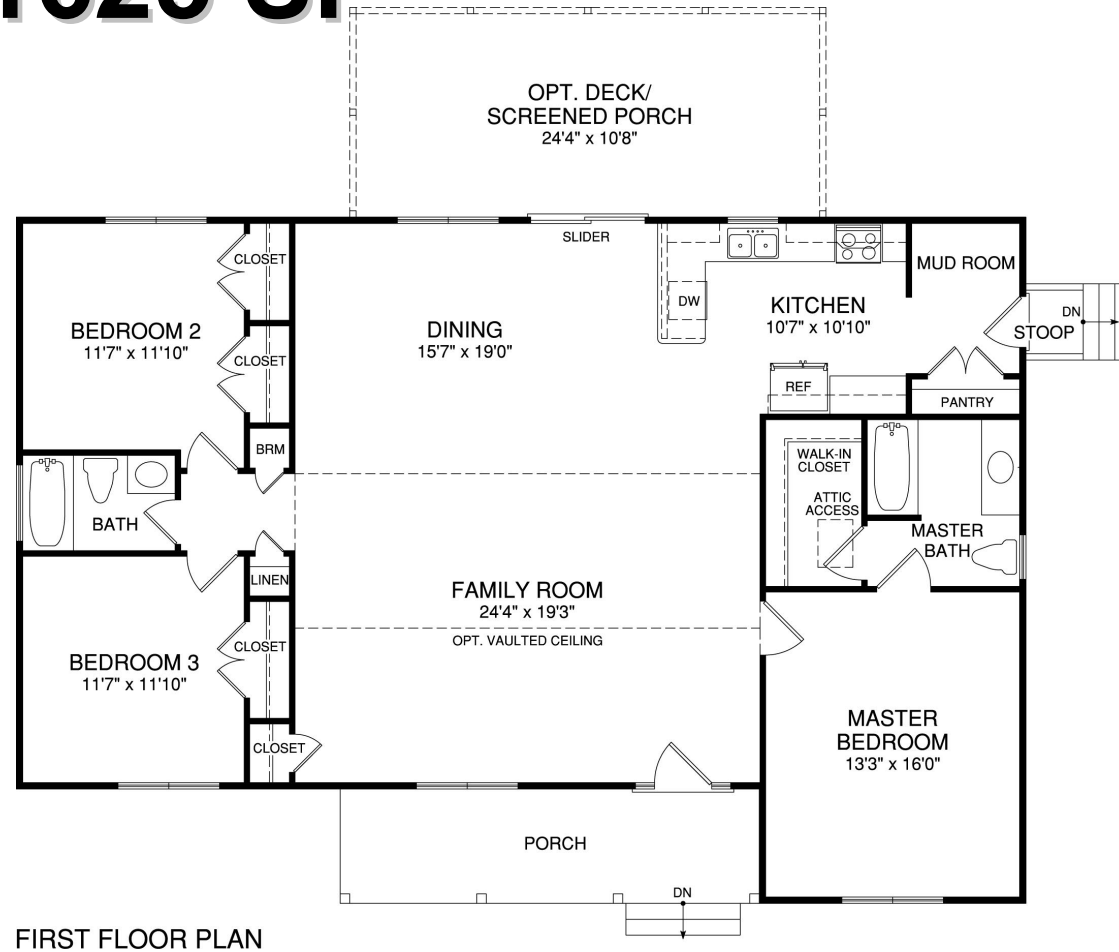 SF
OPT. DECK/
SCREENED PORCH
24'4" x 10'8"
SLIDER
CLOSET
MUD ROOM
BEDROOM 2
11'7" x 11'10"
DINING
15'7" x 19'0"
DW
KITCHEN
10'7" x 10'10"
DN
STOOP
CLOSET
REF
PANTRY
BRM
WALK-IN
CLOSET
ATTIC
ACCESS
BATH
MASTER
BATH
LINEN
FAMILY ROOM
24'4" x 19'3"
OPT. VAULTED CEILING
CLOSET
BEDROOM 3
11'7" x 11'10"
CLOSET
MASTER
BEDROOM
13'3" x 16'0"
PORCH
DN
FIRST FLOOR PLAN